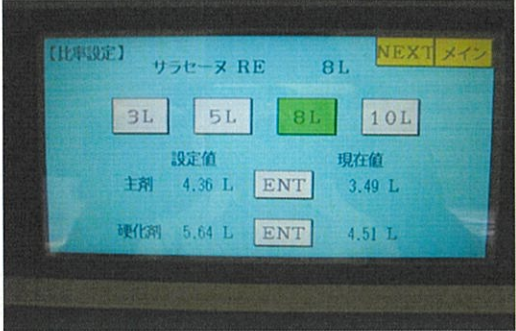 【比率設定】 NEXT メイン
サラセーヌ RE 8L
3L 5L 8L 10L
設定値 現在値
主剤 4.36 L ENT 3.49 L
硬化剤 5.64 L ENT 4.51 L